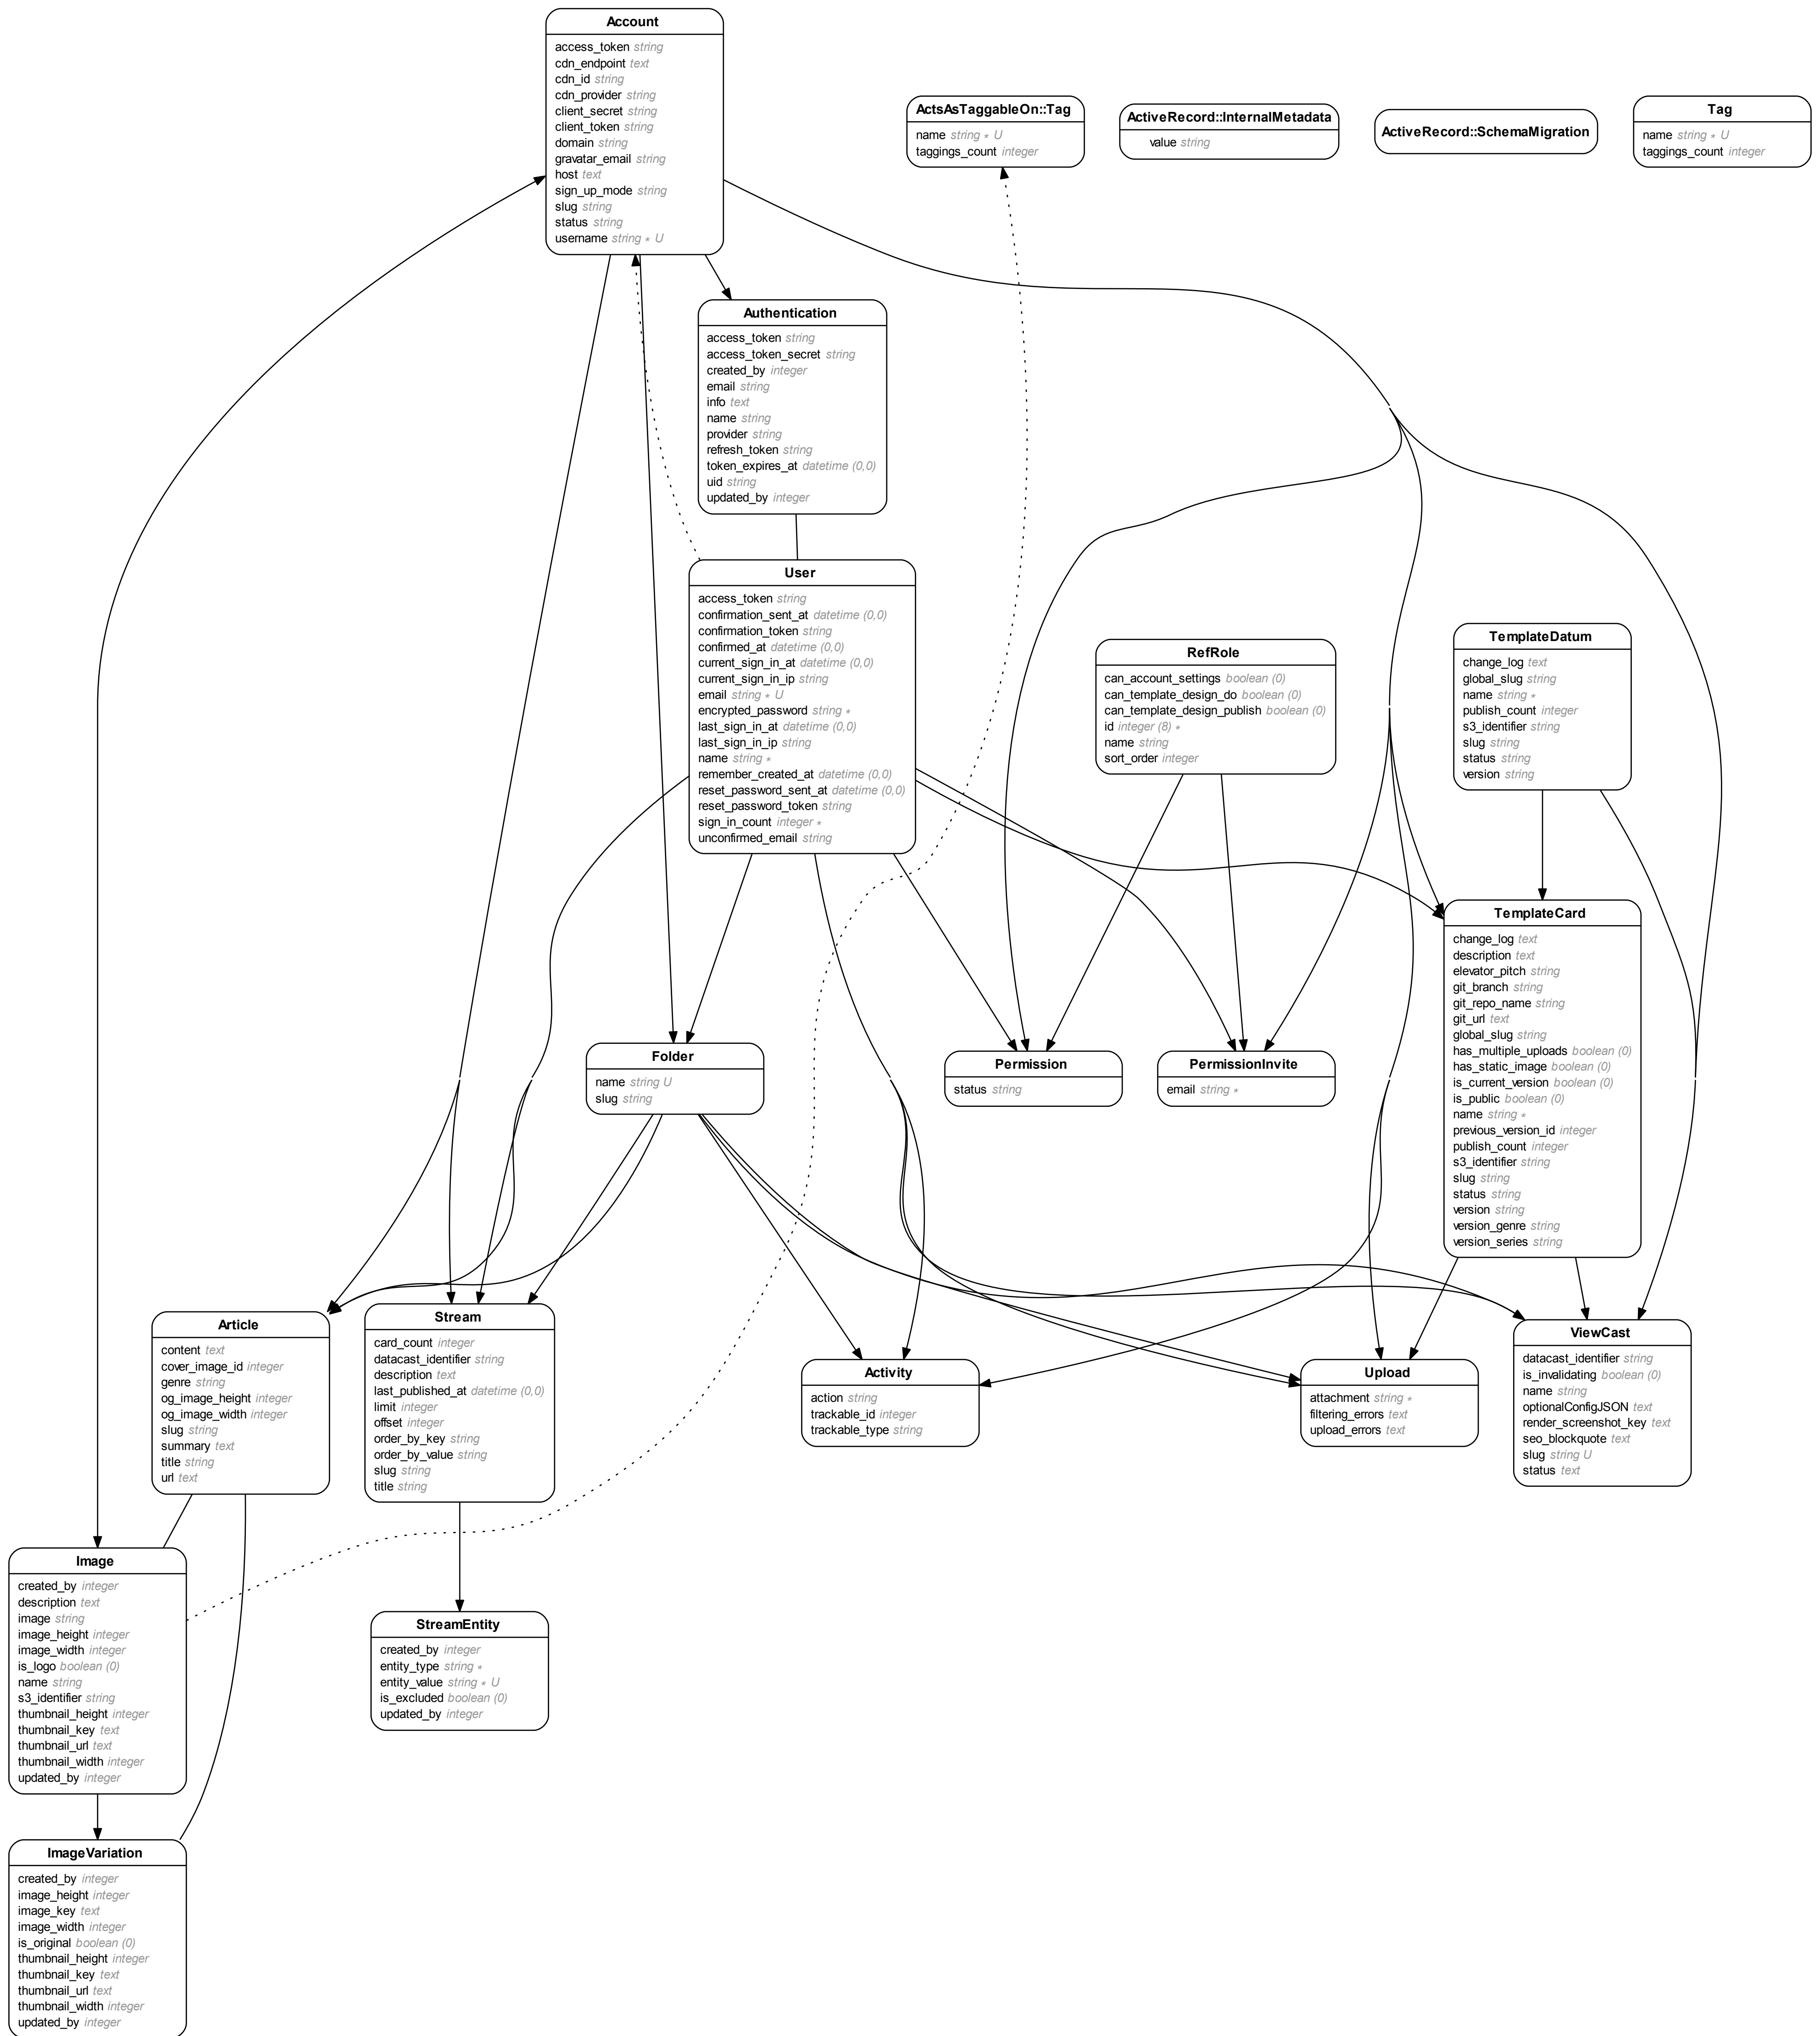 Account
access_token string
cdn_endpoint text
cdn_id string
cdn_provider string
client_secret string
client_token string
domain string
gravatar_email string
host text
sign_up_mode string
slug string
status string
username string ∗ U
ActsAsTaggableOn::Tag
name string ∗ U
taggings_count integer
ActiveRecord::InternalMetadata
value string
ActiveRecord::SchemaMigration
Tag
name string ∗ U
taggings_count integer
Authentication
access_token string
access_token_secret string
created_by integer
email string
info text
name string
provider string
refresh_token string
token_expires_at datetime (0,0)
uid string
updated_by integer
User
access_token string
confirmation_sent_at datetime (0,0)
confirmation_token string
confirmed_at datetime (0,0)
current_sign_in_at datetime (0,0)
current_sign_in_ip string
email string ∗ U
encrypted_password string ∗
last_sign_in_at datetime (0,0)
last_sign_in_ip string
name string ∗
remember_created_at datetime (0,0)
reset_password_sent_at datetime (0,0)
reset_password_token string
sign_in_count integer ∗
unconfirmed_email string
RefRole
can_account_settings boolean (0)
can_template_design_do boolean (0)
can_template_design_publish boolean (0)
id integer (8) ∗
name string
sort_order integer
TemplateDatum
change_log text
global_slug string
name string ∗
publish_count integer
s3_identifier string
slug string
status string
version string
TemplateCard
change_log text
description text
elevator_pitch string
git_branch string
git_repo_name string
git_url text
global_slug string
has_multiple_uploads boolean (0)
has_static_image boolean (0)
is_current_version boolean (0)
is_public boolean (0)
name string ∗
previous_version_id integer
publish_count integer
s3_identifier string
slug string
status string
version string
version_genre string
version_series string
Folder
name string U
slug string
Permission
status string
PermissionInvite
email string ∗
Article
content text
cover_image_id integer
genre string
og_image_height integer
og_image_width integer
slug string
summary text
title string
url text
Stream
card_count integer
datacast_identifier string
description text
last_published_at datetime (0,0)
limit integer
offset integer
order_by_key string
order_by_value string
slug string
title string
Activity
action string
trackable_id integer
trackable_type string
Upload
attachment string ∗
filtering_errors text
upload_errors text
ViewCast
datacast_identifier string
is_invalidating boolean (0)
name string
optionalConfigJSON text
render_screenshot_key text
seo_blockquote text
slug string U
status text
Image
created_by integer
description text
image string
image_height integer
image_width integer
is_logo boolean (0)
name string
s3_identifier string
thumbnail_height integer
thumbnail_key text
thumbnail_url text
thumbnail_width integer
updated_by integer
StreamEntity
created_by integer
entity_type string ∗
entity_value string ∗ U
is_excluded boolean (0)
updated_by integer
ImageVariation
created_by integer
image_height integer
image_key text
image_width integer
is_original boolean (0)
thumbnail_height integer
thumbnail_key text
thumbnail_url text
thumbnail_width integer
updated_by integer